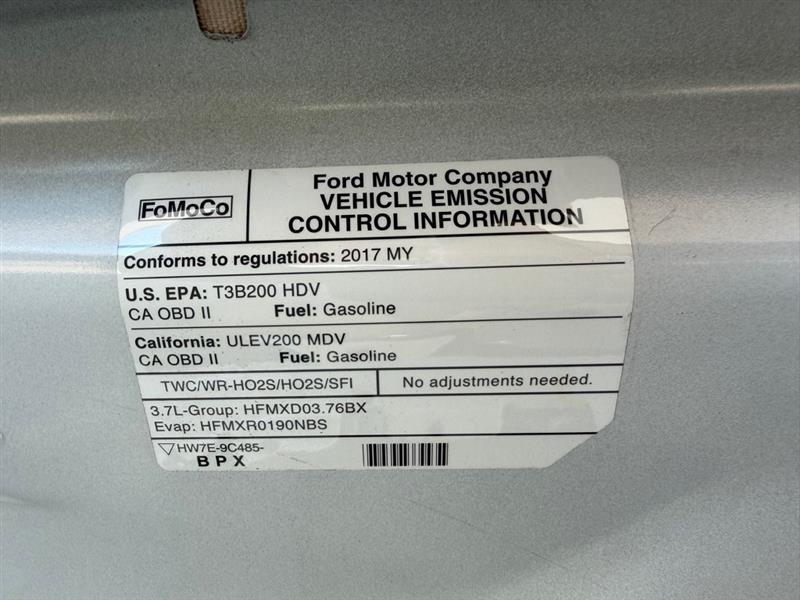 FoMoCo
Ford Motor Company
VEHICLE EMISSION
CONTROL INFORMATION
Conforms to regulations: 2017 MY
U.S. EPA: T3B200 HDV
CA OBD II Fuel: Gasoline
California: ULEV200 MDV
CA OBD II Fuel: Gasoline
TWC/WR-HO2S/HO2S/SFI No adjustments needed.
3.7L-Group: HFMXD03.76BX
Evap: HFMXR0190NBS
HW7E-9C485-
BPX